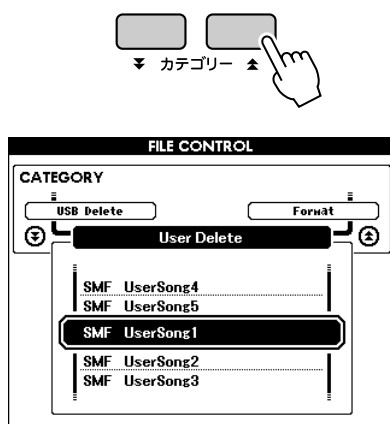 カテゴリー
FILE CONTROL
CATEGORY
USB Delete
Format
User Delete
SMF UserSong4
SMF UserSong5
SMF UserSong1
SMF UserSong2
SMF UserSong3